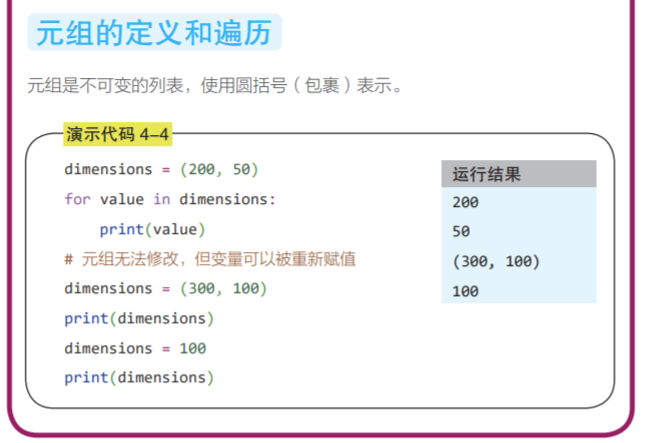 元组的定义和遍历
元组是不可变的列表，使用圆括号（包裹）表示。
演示代码 4–4
dimensions = (200, 50)
for value in dimensions:
    print(value)
# 元组无法修改，但变量可以被重新赋值
dimensions = (300, 100)
print(dimensions)
dimensions = 100
print(dimensions)
运行结果
200
50
(300, 100)
100